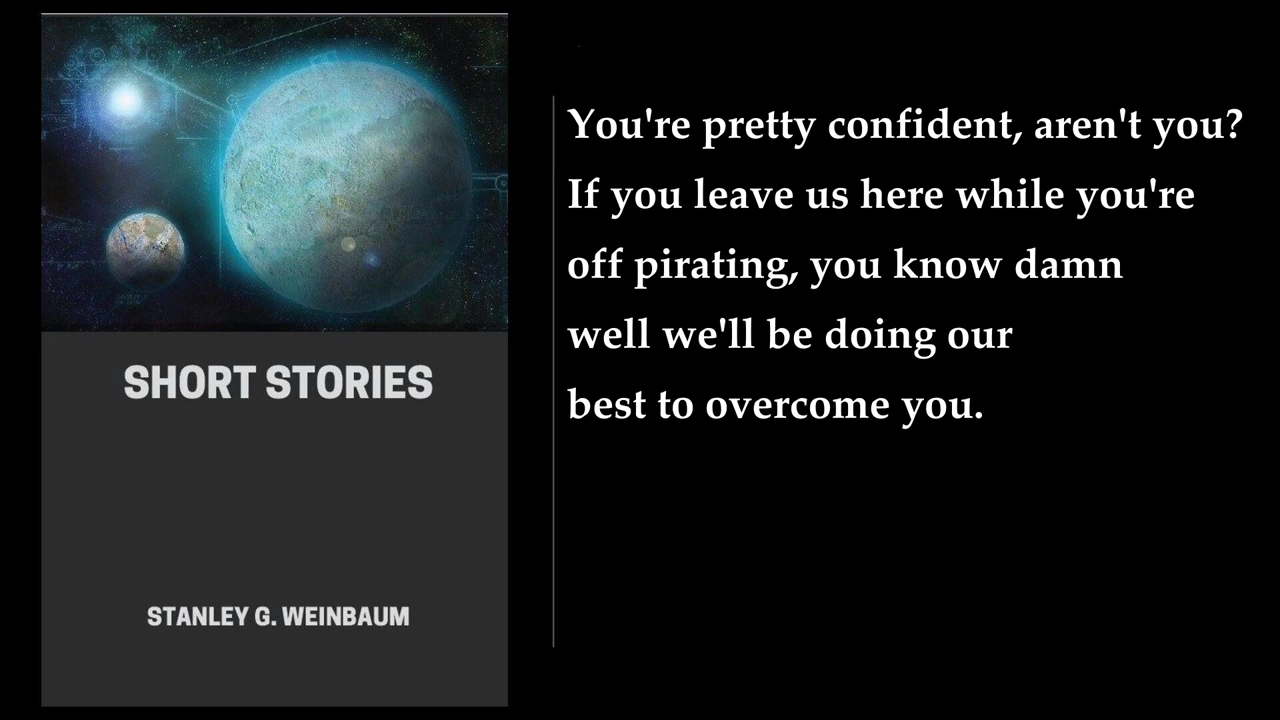 SHORT STORIES
STANLEY G. WEINBAUM
You're pretty confident, aren't you?
If you leave us here while you're
off pirating, you know damn
well we'll be doing our
best to overcome you.